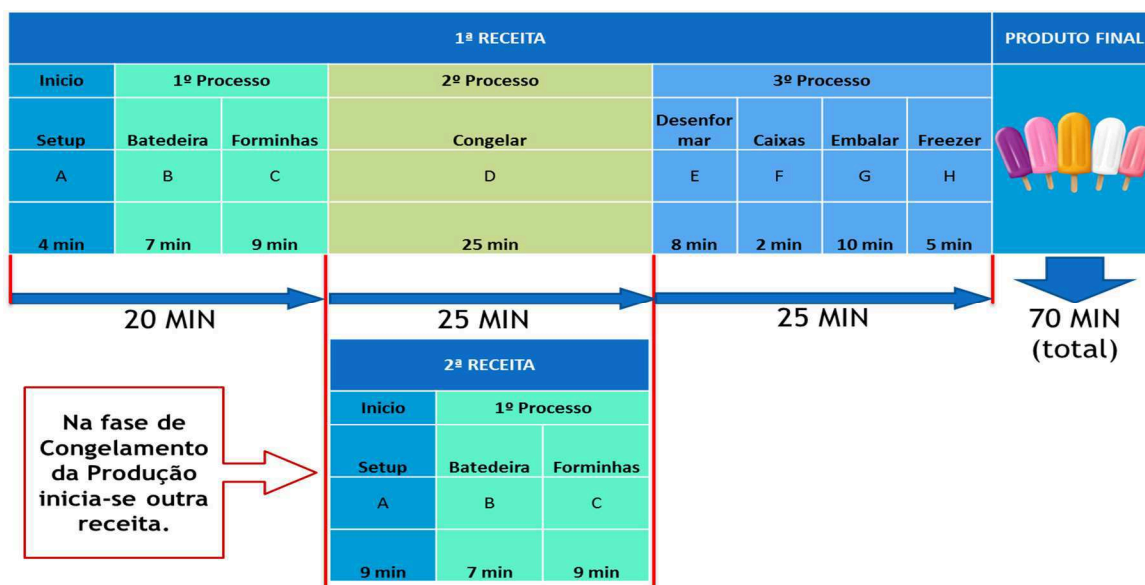 1ª RECEITA
PRODUTO FINAL
Inicio
1º Processo
2º Processo
3º Processo
Setup
Batedeira
Forminhas
Congelar
Desenfor
mar
Caixas
Embalar
Freezer
A
B
C
D
E
F
G
H
4 min
7 min
9 min
25 min
8 min
2 min
10 min
5 min
20 MIN
25 MIN
25 MIN
70 MIN
(total)
2ª RECEITA
Inicio
1º Processo
Setup
Batedeira
Forminhas
A
B
C
9 min
7 min
9 min
Na fase de
Congelamento
da Produção
inicia-se outra
receita.